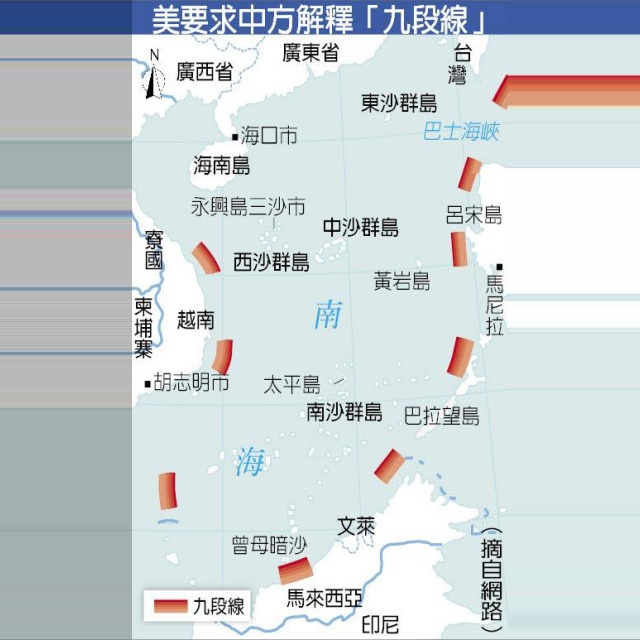 美要求中方解釋「九段線」
N
廣西省
廣東省
台灣
東沙群島
巴士海峽
海口市
海南島
永興島三沙市
中沙群島
呂宋島
寮國
西沙群島
黃岩島
馬尼拉
南
柬埔寨
越南
胡志明市
太平島
南沙群島
巴拉望島
海
文萊
曾母暗沙
(摘自網路)
九段線
馬來西亞
印尼